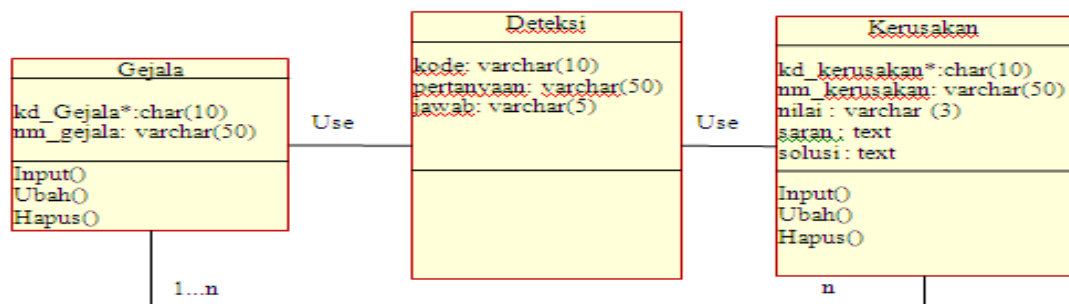 Gejala
kd_Gejala*:char(10)
nm_gejala: varchar(50)
Input()
Ubah()
Hapus()
1...n
Use
Deteksi
kode: varchar(10)
pertanyaan: varchar(50)
jawab: varchar(5)
Use
Kerusakan
kd_kerusakan*:char(10)
nm_kerusakan: varchar(50)
nilai : varchar (3)
saran : text
solusi : text
Input()
Ubah()
Hapus()
n